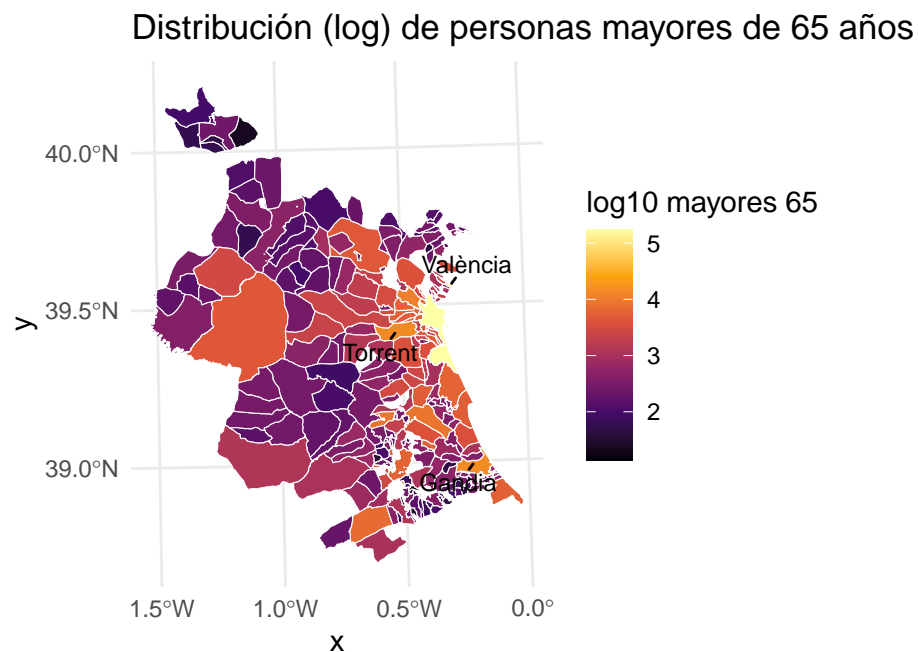 Distribución (log) de personas mayores de 65 años
40.0°N
39.5°N
39.0°N
y
València
Torrent
Gandia
1.5°W
1.0°W
0.5°W
0.0°
x
log10 mayores 65
5
4
3
2